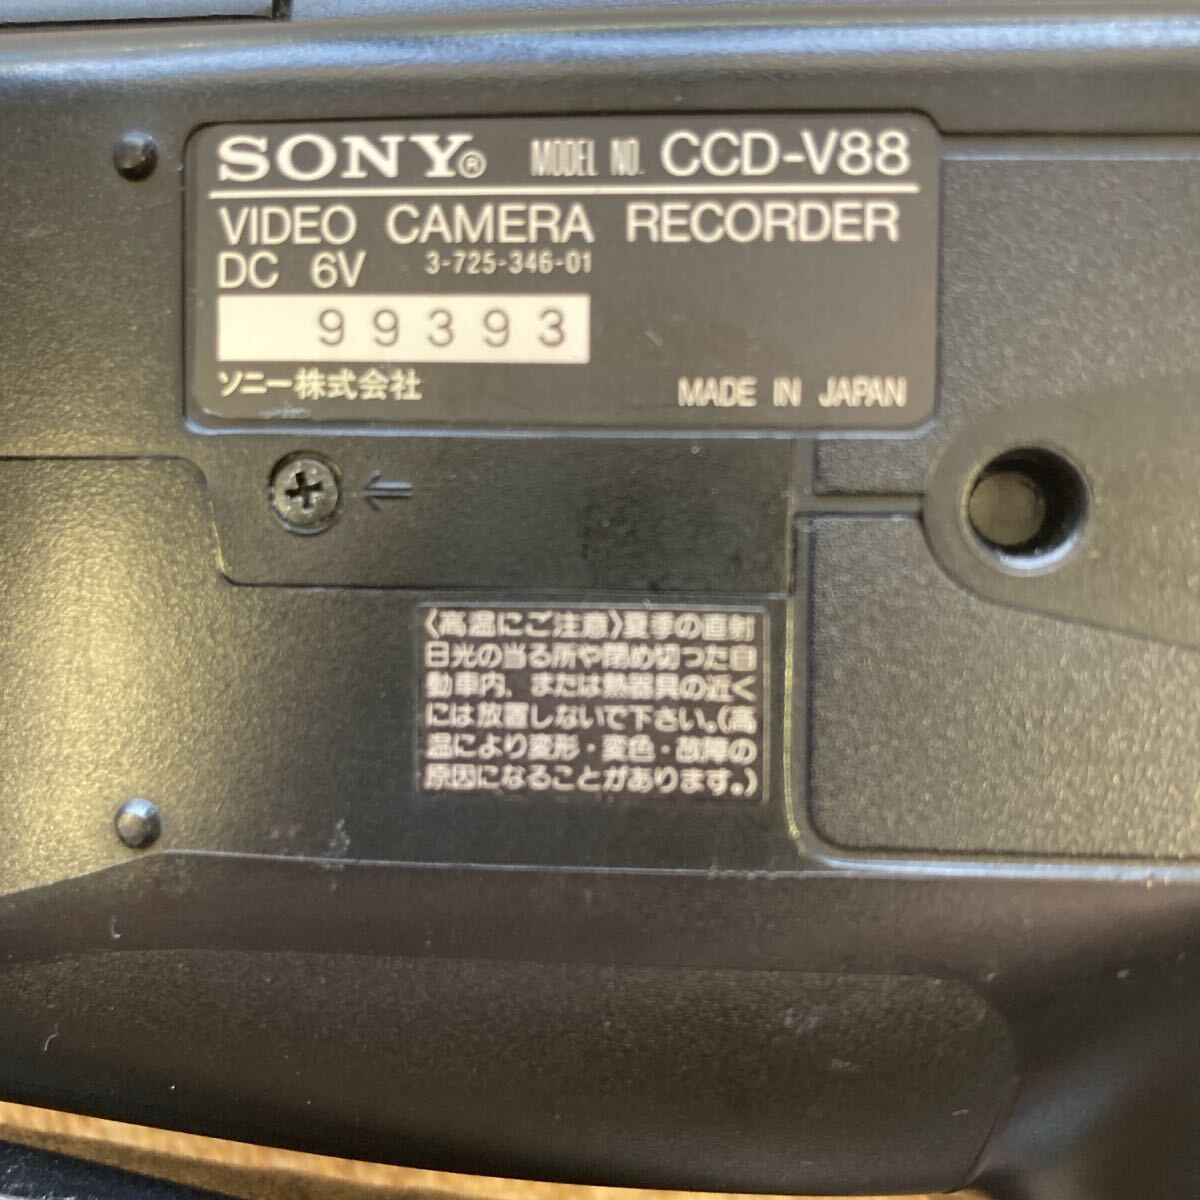 SONY® MODEL NO. CCD-V88
VIDEO CAMERA RECORDER
DC 6V 3-725-346-01
99393
ソニー株式会社 MADE IN JAPAN
〈高温にご注意〉夏季の直射
日光の当る所や閉め切った自
動車内、または熱器具の近く
には放置しないで下さい。(高
温により変形・変色・故障の
原因になることがあります。)